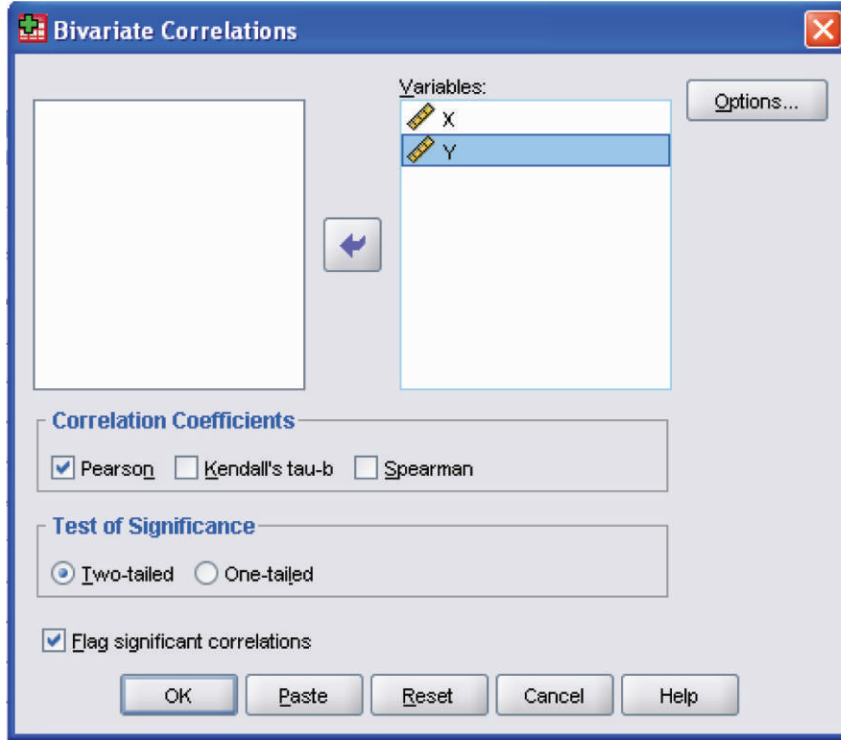 Bivariate Correlations
Variables:
Options...
X
Y
Correlation Coefficients
Pearson Kendall's tau-b Spearman
Test of Significance
Two-tailed One-tailed
Flag significant correlations
OK Paste Reset Cancel Help